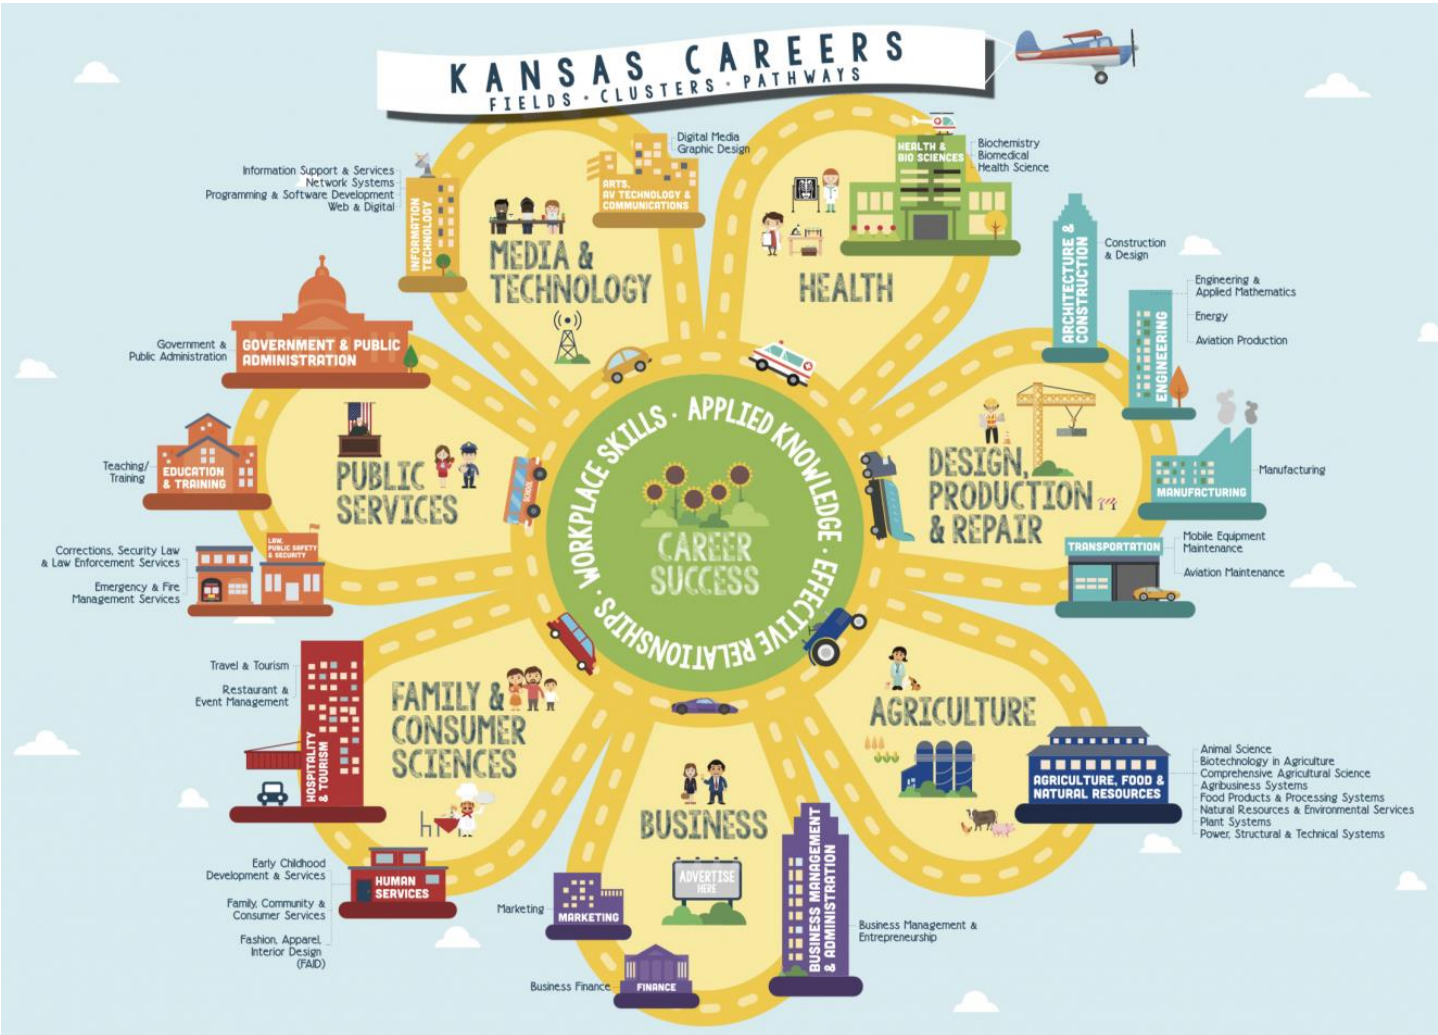 KANSAS CAREERS
FIELDS • CLUSTERS • PATHWAYS
Information Support & Services
Network Systems
Programming & Software Development
Web & Digital
INFORMATION
TECHNOLOGY
Digital Media
Graphic Design
ARTS,
AV TECHNOLOGY &
COMMUNICATIONS
MEDIA &
TECHNOLOGY
HEALTH &
BIO SCIENCES
Biochemistry
Biomedical
Health Science
HEALTH
ARCHITECTURE &
CONSTRUCTION
Construction
& Design
ENGINEERING
Engineering &
Applied Mathematics
Energy
Aviation Production
MANUFACTURING
Manufacturing
TRANSPORTATION
Mobile Equipment
Maintenance
Aviation Maintenance
DESIGN,
PRODUCTION
& REPAIR
Government &
Public Administration
GOVERNMENT & PUBLIC
ADMINISTRATION
Teaching/
Training
EDUCATION
& TRAINING
Corrections, Security Law
& Law Enforcement Services
Emergency & Fire
Management Services
LAW,
PUBLIC SAFETY
& SECURITY
PUBLIC
SERVICES
SCHOOL
WORKPLACE SKILLS • APPLIED KNOWLEDGE • EFFECTIVE RELATIONSHIPS •
CAREER
SUCCESS
Travel & Tourism
Restaurant &
Event Management
HOSPITALITY
& TOURISM
FAMILY &
CONSUMER
SCIENCES
Early Childhood
Development & Services
Family, Community &
Consumer Services
Fashion, Apparel,
Interior Design
(FAID)
HUMAN
SERVICES
BUSINESS
ADVERTISE
HERE
Marketing
MARKETING
Business Finance
FINANCE
BUSINESS MANAGEMENT
& ADMINISTRATION
Business Management &
Entrepreneurship
AGRICULTURE
AGRICULTURE, FOOD &
NATURAL RESOURCES
Animal Science
Biotechnology in Agriculture
Comprehensive Agricultural Science
Agribusiness Systems
Food Products & Processing Systems
Natural Resources & Environmental Services
Plant Systems
Power, Structural & Technical Systems